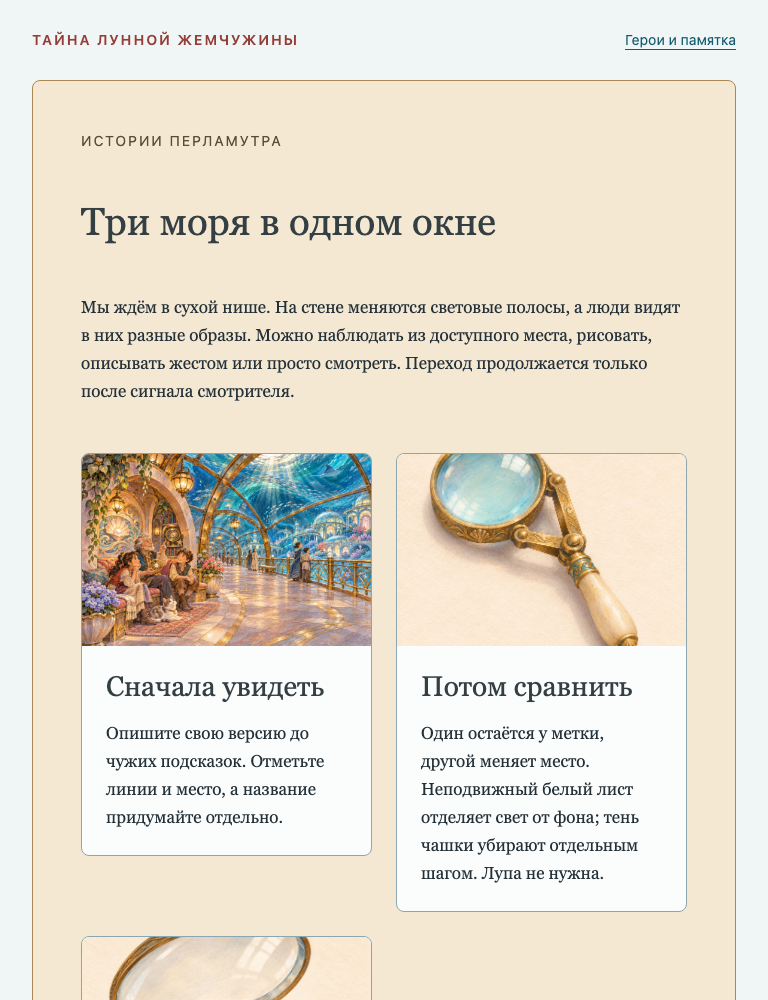 ТАЙНА ЛУННОЙ ЖЕМЧУЖИНЫ
Герои и памятка
ИСТОРИИ ПЕРЛАМУТРА
Три моря в одном окне
Мы ждём в сухой нише. На стене меняются световые полосы, а люди видят
в них разные образы. Можно наблюдать из доступного места, рисовать,
описывать жестом или просто смотреть. Переход продолжается только
после сигнала смотрителя.
Сначала увидеть
Опишите свою версию до
чужих подсказок. Отметьте
линии и место, а название
придумайте отдельно.
Потом сравнить
Один остаётся у метки,
другой меняет место.
Неподвижный белый лист
отделяет свет от фона; тень
чашки убирают отдельным
шагом. Лупа не нужна.